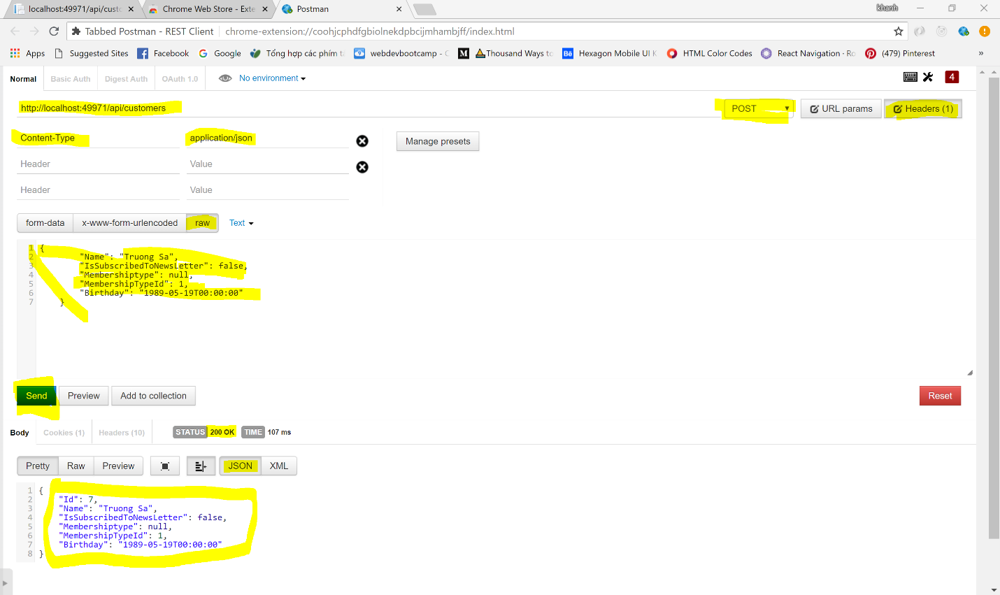 localhost:49971/api/custo
Chrome Web Store - Exte
Postman
khanh
Tabbed Postman - REST Client
chrome-extension://coohjcphdfgbiolnekdpbcijmhambjff/index.html
Apps
Suggested Sites
Facebook
Google
Tổng hợp các phím tắ
webdevbootcamp - C
Thousand Ways to
Hexagon Mobile UI K
HTML Color Codes
React Navigation · Ro
(479) Pinterest
»
Normal
Basic Auth
Digest Auth
OAuth 1.0
No environment
4
http://localhost:49971/api/customers
POST
URL params
Headers (1)
Content-Type
application/json
Manage presets
Header
Value
Header
Value
form-data
x-www-form-urlencoded
raw
Text
1 {
2 "Name": "Truong Sa",
3 "IsSubscribedToNewsLetter": false,
4 "Membershiptype": null,
5 "MembershipTypeId": 1,
6 "Birthday": "1989-05-19T00:00:00"
7 }
Send
Preview
Add to collection
Reset
Body
Cookies (1)
Headers (10)
STATUS 200 OK
TIME 107 ms
Pretty
Raw
Preview
JSON
XML
1 {
2 "Id": 7,
3 "Name": "Truong Sa",
4 "IsSubscribedToNewsLetter": false,
5 "Membershiptype": null,
6 "MembershipTypeId": 1,
7 "Birthday": "1989-05-19T00:00:00"
8 }